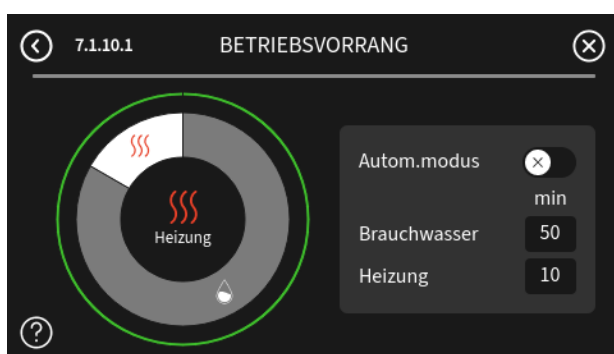 7.1.10.1 BETRIEBSVORRANG
Heizung
Autom.modus
min
Brauchwasser 50
Heizung 10
?